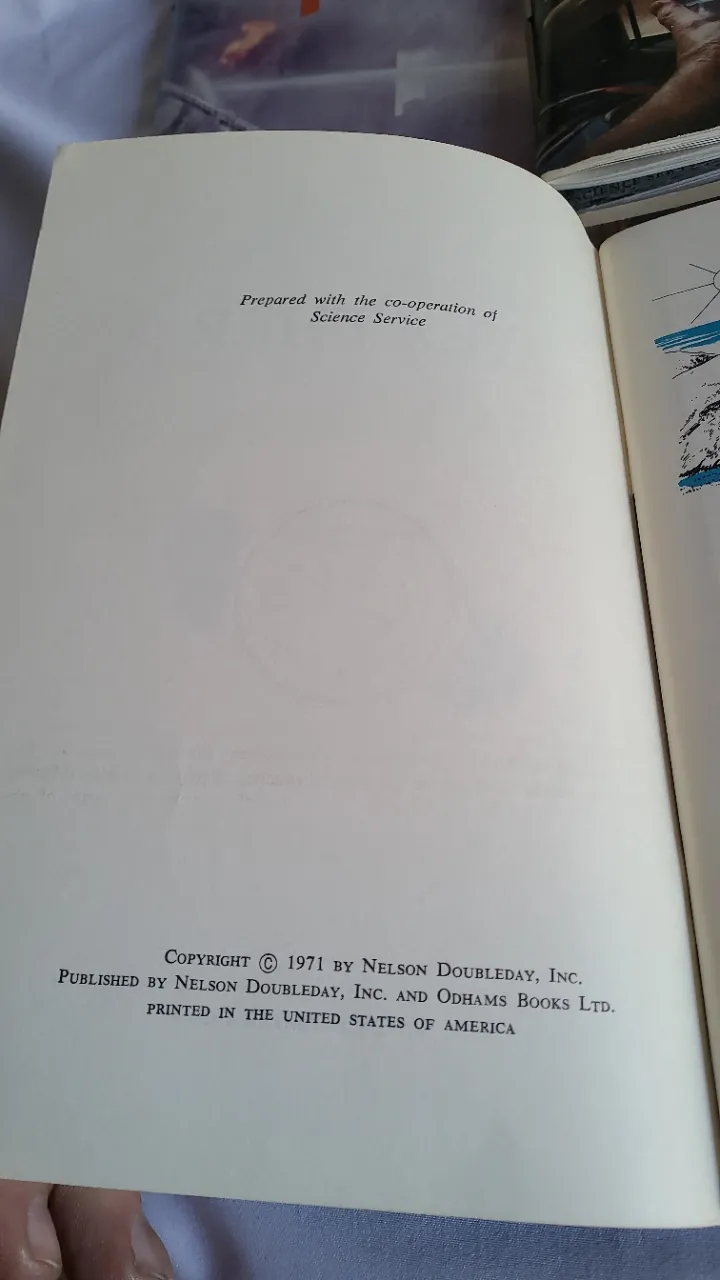 Prepared with the co-operation of
Science Service
COPYRIGHT © 1971 BY NELSON DOUBLEDAY, INC.
PUBLISHED BY NELSON DOUBLEDAY, INC. AND ODHAMS BOOKS LTD.
PRINTED IN THE UNITED STATES OF AMERICA